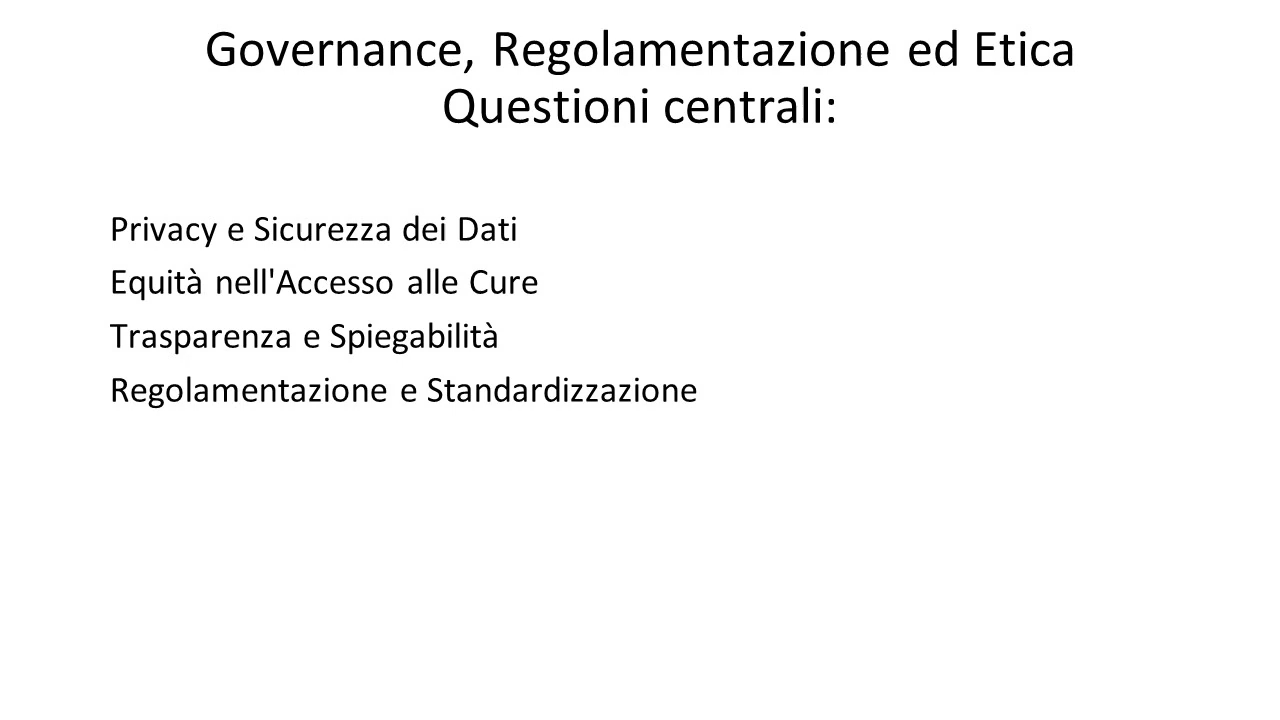 Governance, Regolamentazione ed Etica
Questioni centrali:
Privacy e Sicurezza dei Dati
Equità nell'Accesso alle Cure
Trasparenza e Spiegabilità
Regolamentazione e Standardizzazione